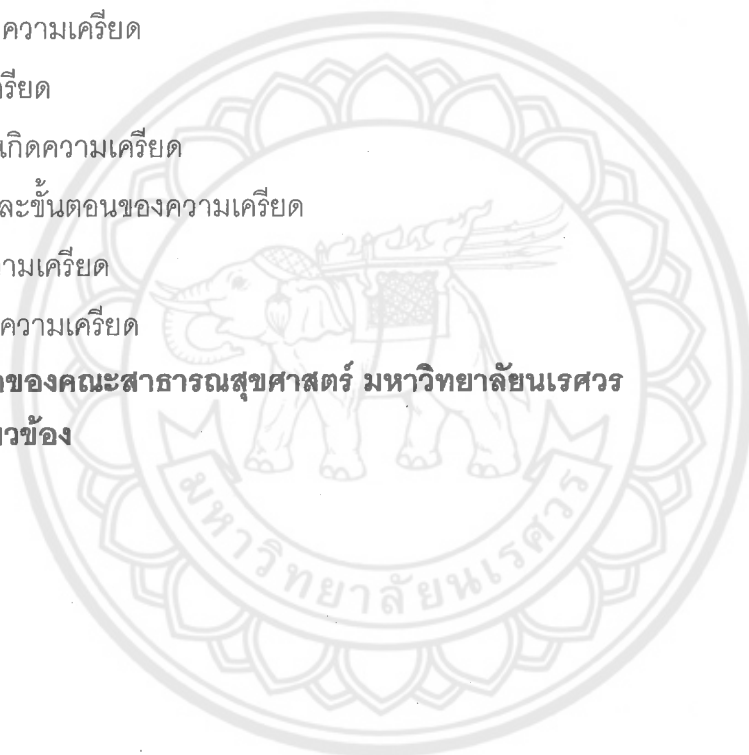 ความเครียด
ครียด
เกิดความเครียด
ละขั้นตอนของความเครียด
ามเครียด
ความเครียด
ของคณะสาธารณสุขศาสตร์ มหาวิทยาลัยนเรศวร
ยวข้อง
มหาวิทยาลัยนเรศวร